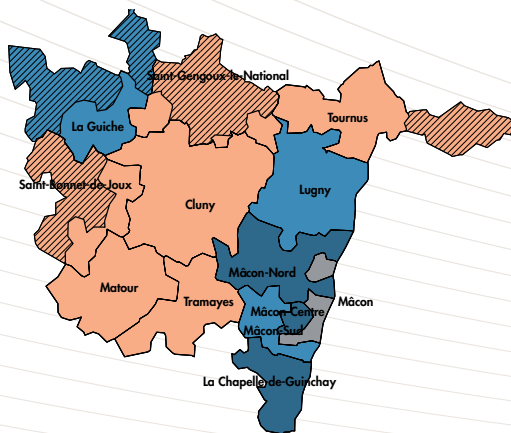 Saint-Gengoux-le-National
Tournus
La Guiche
Saint-Bonnet-de-Joux
Lugny
Cluny
Mâcon-Nord
Matour
Tramayes
Mâcon
Mâcon-Centre
Mâcon-Sud
La Chapelle-de-Guinchay